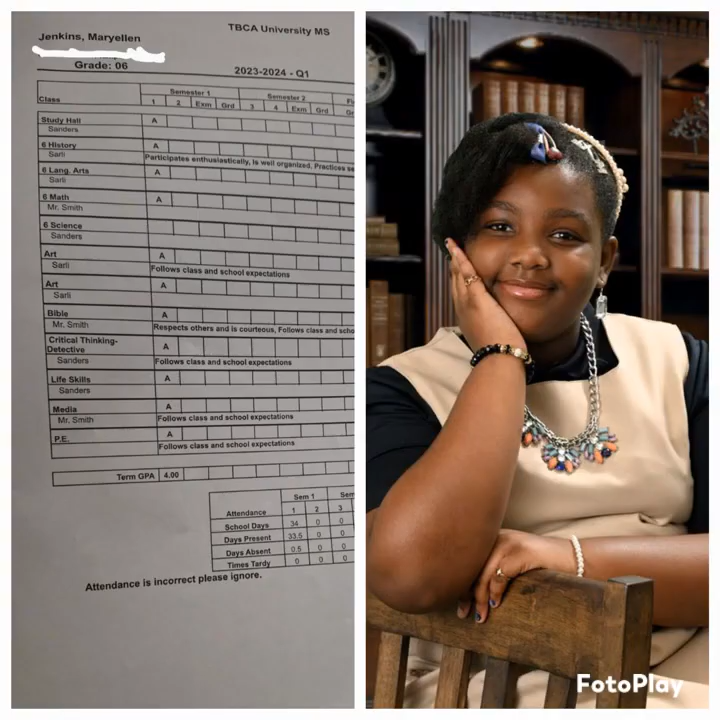 Jenkins, Maryellen
TBCA University MS
Grade: 06
2023-2024 - Q1
Class
Semester 1
Semester 2
1 2 Exm Grd 3 4 Exm Grd
Study Hall A
Sanders
6 History A
Sarli
Participates enthusiastically, Is well organized, Practices
6 Lang. Arts A
Sarli
6 Math A
Mr. Smith
6 Science
Sanders
Art A
Sarli
Follows class and school expectations
Art A
Sarli
Bible A
Mr. Smith
Respects others and is courteous, Follows class and
Critical Thinking- A
Detective
Sanders
Follows class and school expectations
Life Skills A
Sanders
Media A
Mr. Smith
Follows class and school expectations
P.E. A
Follows class and school expectations
Term GPA 4.00
Sem 1
Attendance 1 2 3
School Days 34 0 0
Days Present 33.5 0 0
Days Absent 0.5 0 0
Times Tardy 0 0 0
Attendance is incorrect please ignore.
FotoPlay